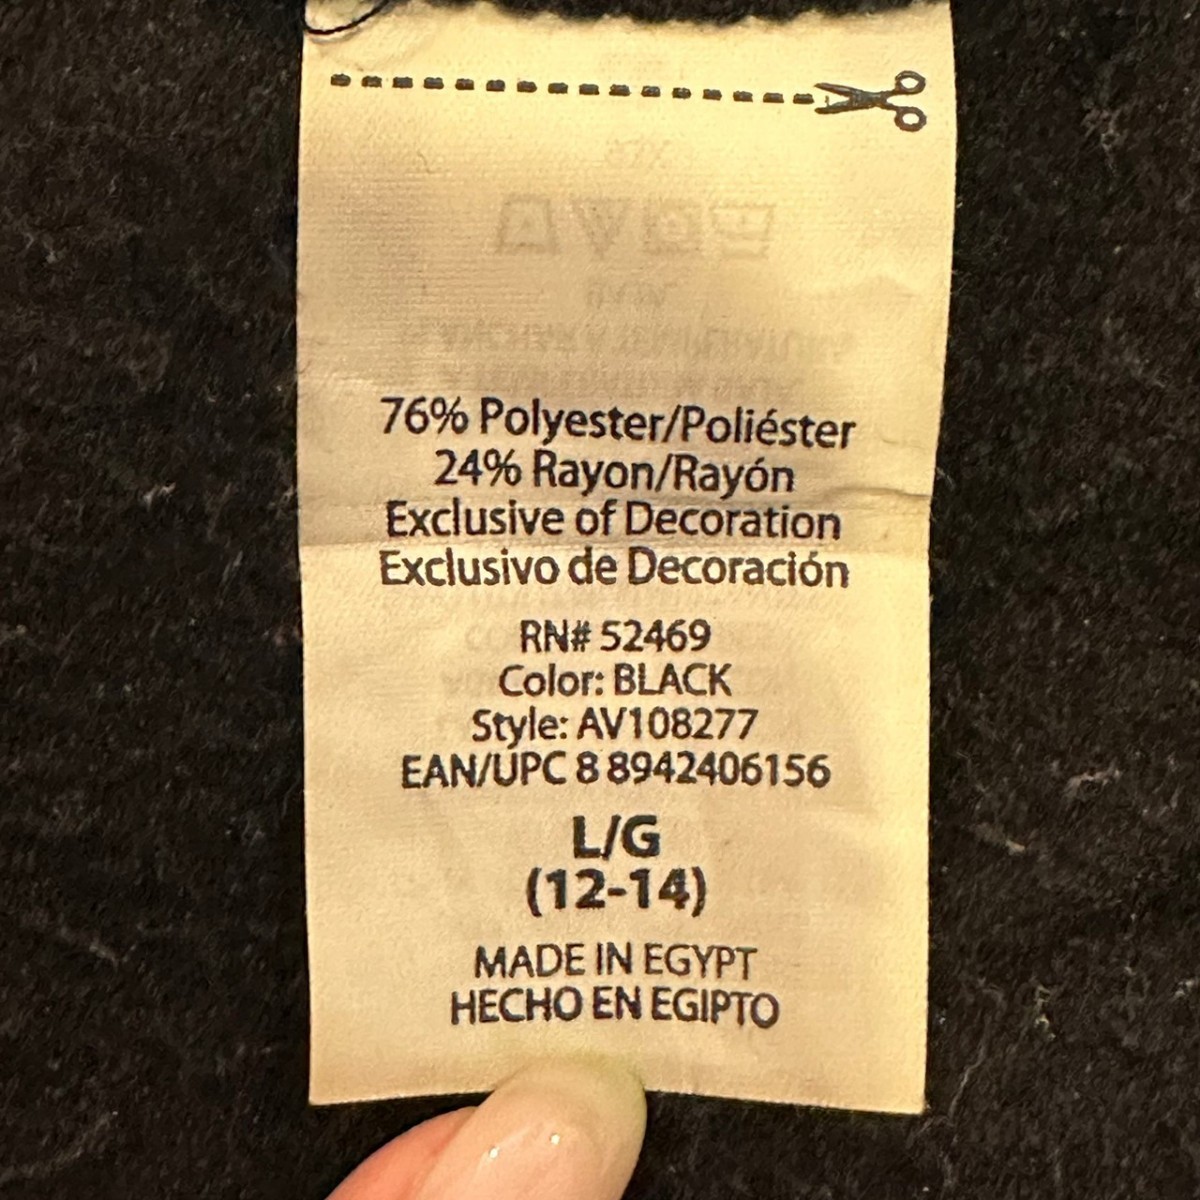 76% Polyester/Poliéster
24% Rayon/Rayón
Exclusive of Decoration
Exclusivo de Decoración
RN# 52469
Color: BLACK
Style: AV108277
EAN/UPC 8 8942406156
L/G
(12-14)
MADE IN EGYPT
HECHO EN EGIPTO